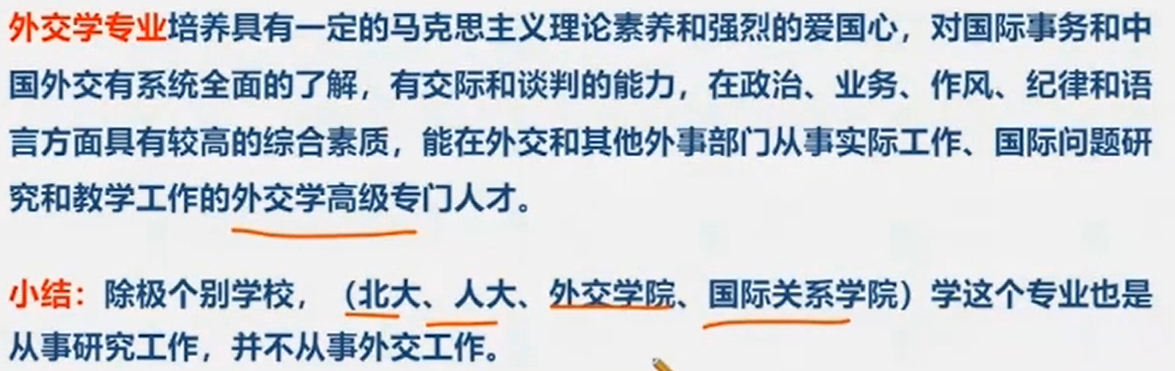 外交学专业培养具有一定的马克思主义理论素养和强烈的爱国心，对国际事务和中
国外交有系统全面的了解，有交际和谈判的能力，在政治、业务、作风、纪律和语
言方面具有较高的综合素质，能在外交和其他外事部门从事实际工作、国际问题研
究和教学工作的外交学高级专门人才。
小结：除极个别学校，（北大、人大、外交学院、国际关系学院）学这个专业也是
从事研究工作，并不从事外交工作。